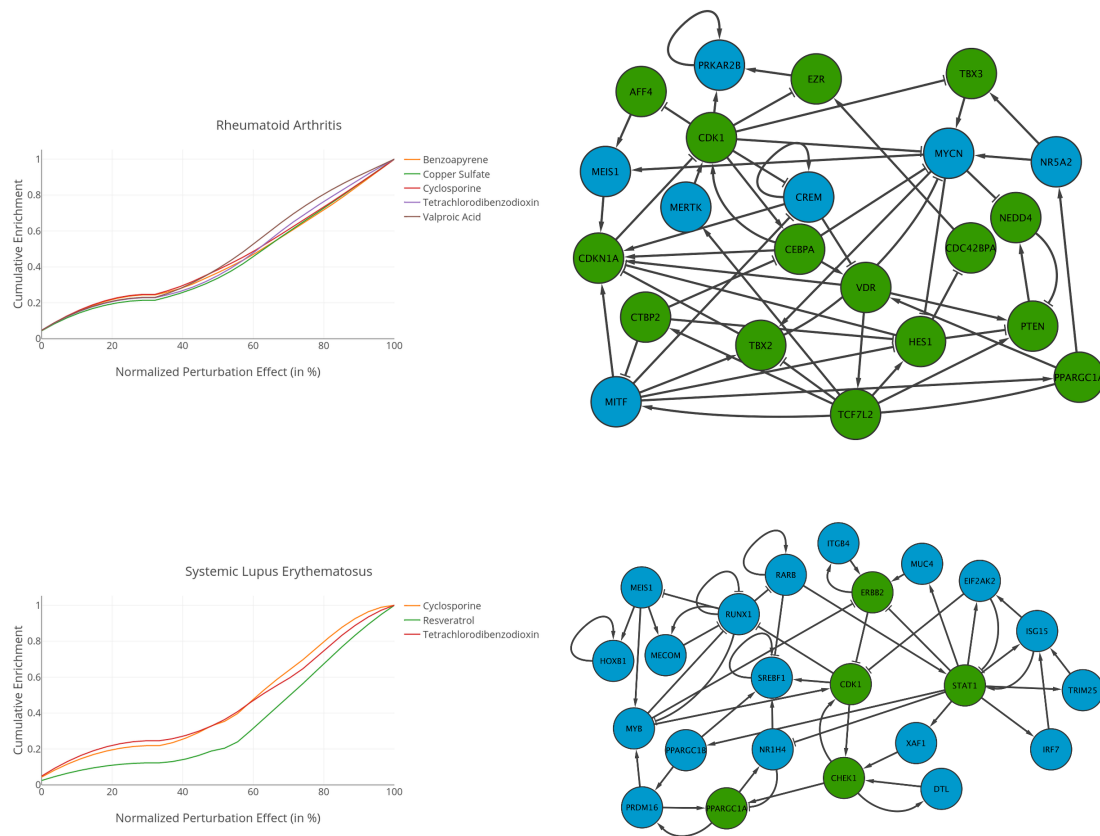 Rheumatoid Arthritis
Cumulative Enrichment
1
0.8
0.6
0.4
0.2
0
0
20
40
60
80
100
Normalized Perturbation Effect (in %)
Benzoapyrene
Copper Sulfate
Cyclosporine
Tetrachlorodibenzodioxin
Valproic Acid
PRKAR2B
EZR
TBX3
AFF4
CDK1
MYCN
NR5A2
MEIS1
MERTK
CREM
NEDD4
CDKN1A
CEBPA
CDC42BPA
VDR
CTBP2
TBX2
HES1
PTEN
PPARGC1A
MITF
TCF7L2
Systemic Lupus Erythematosus
Cumulative Enrichment
1
0.8
0.6
0.4
0.2
0
0
20
40
60
80
100
Normalized Perturbation Effect (in %)
Cyclosporine
Resveratrol
Tetrachlorodibenzodioxin
ITGB4
MUC4
RARB
EIF2AK2
MEIS1
ERBB2
RUNX1
ISG15
HOXB1
MECOM
SREBF1
CDK1
STAT1
TRIM25
MYB
PPARGC1B
NR1H4
XAF1
IRF7
CHEK1
DTL
PRDM16
PPARGC1A